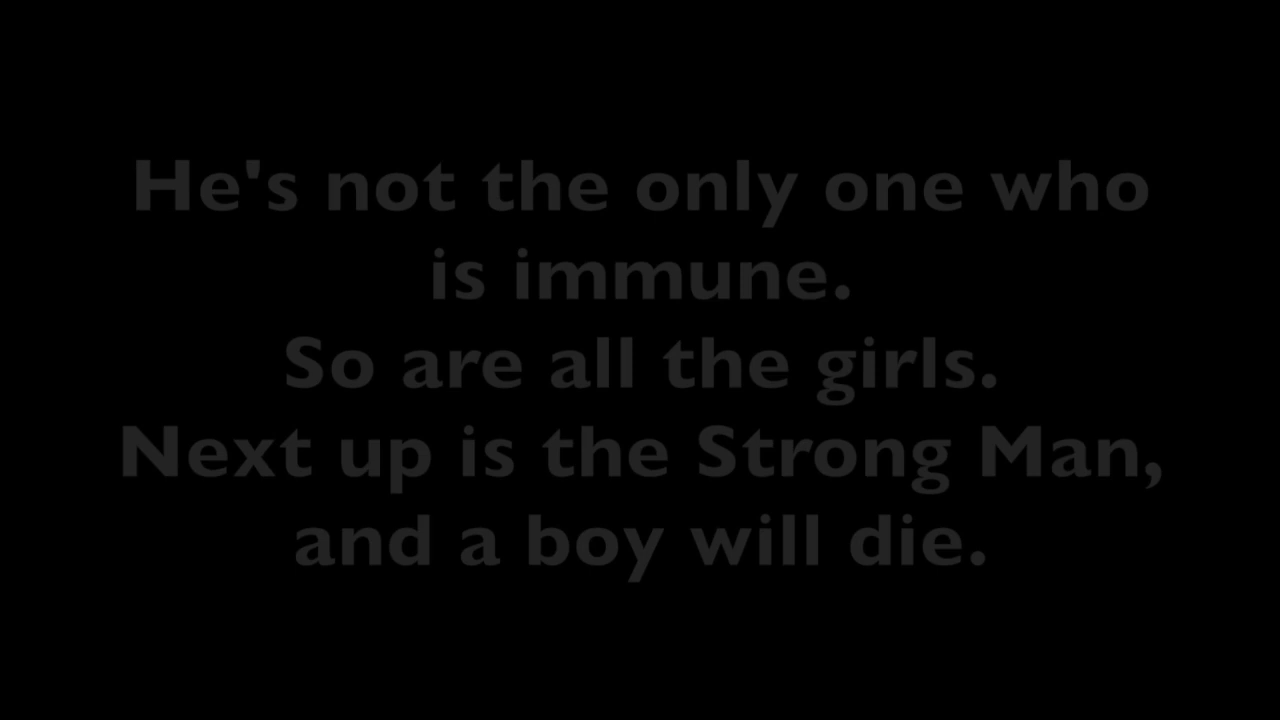 He's not the only one who
is immune.
So are all the girls.
Next up is the Strong Man,
and a boy will die.